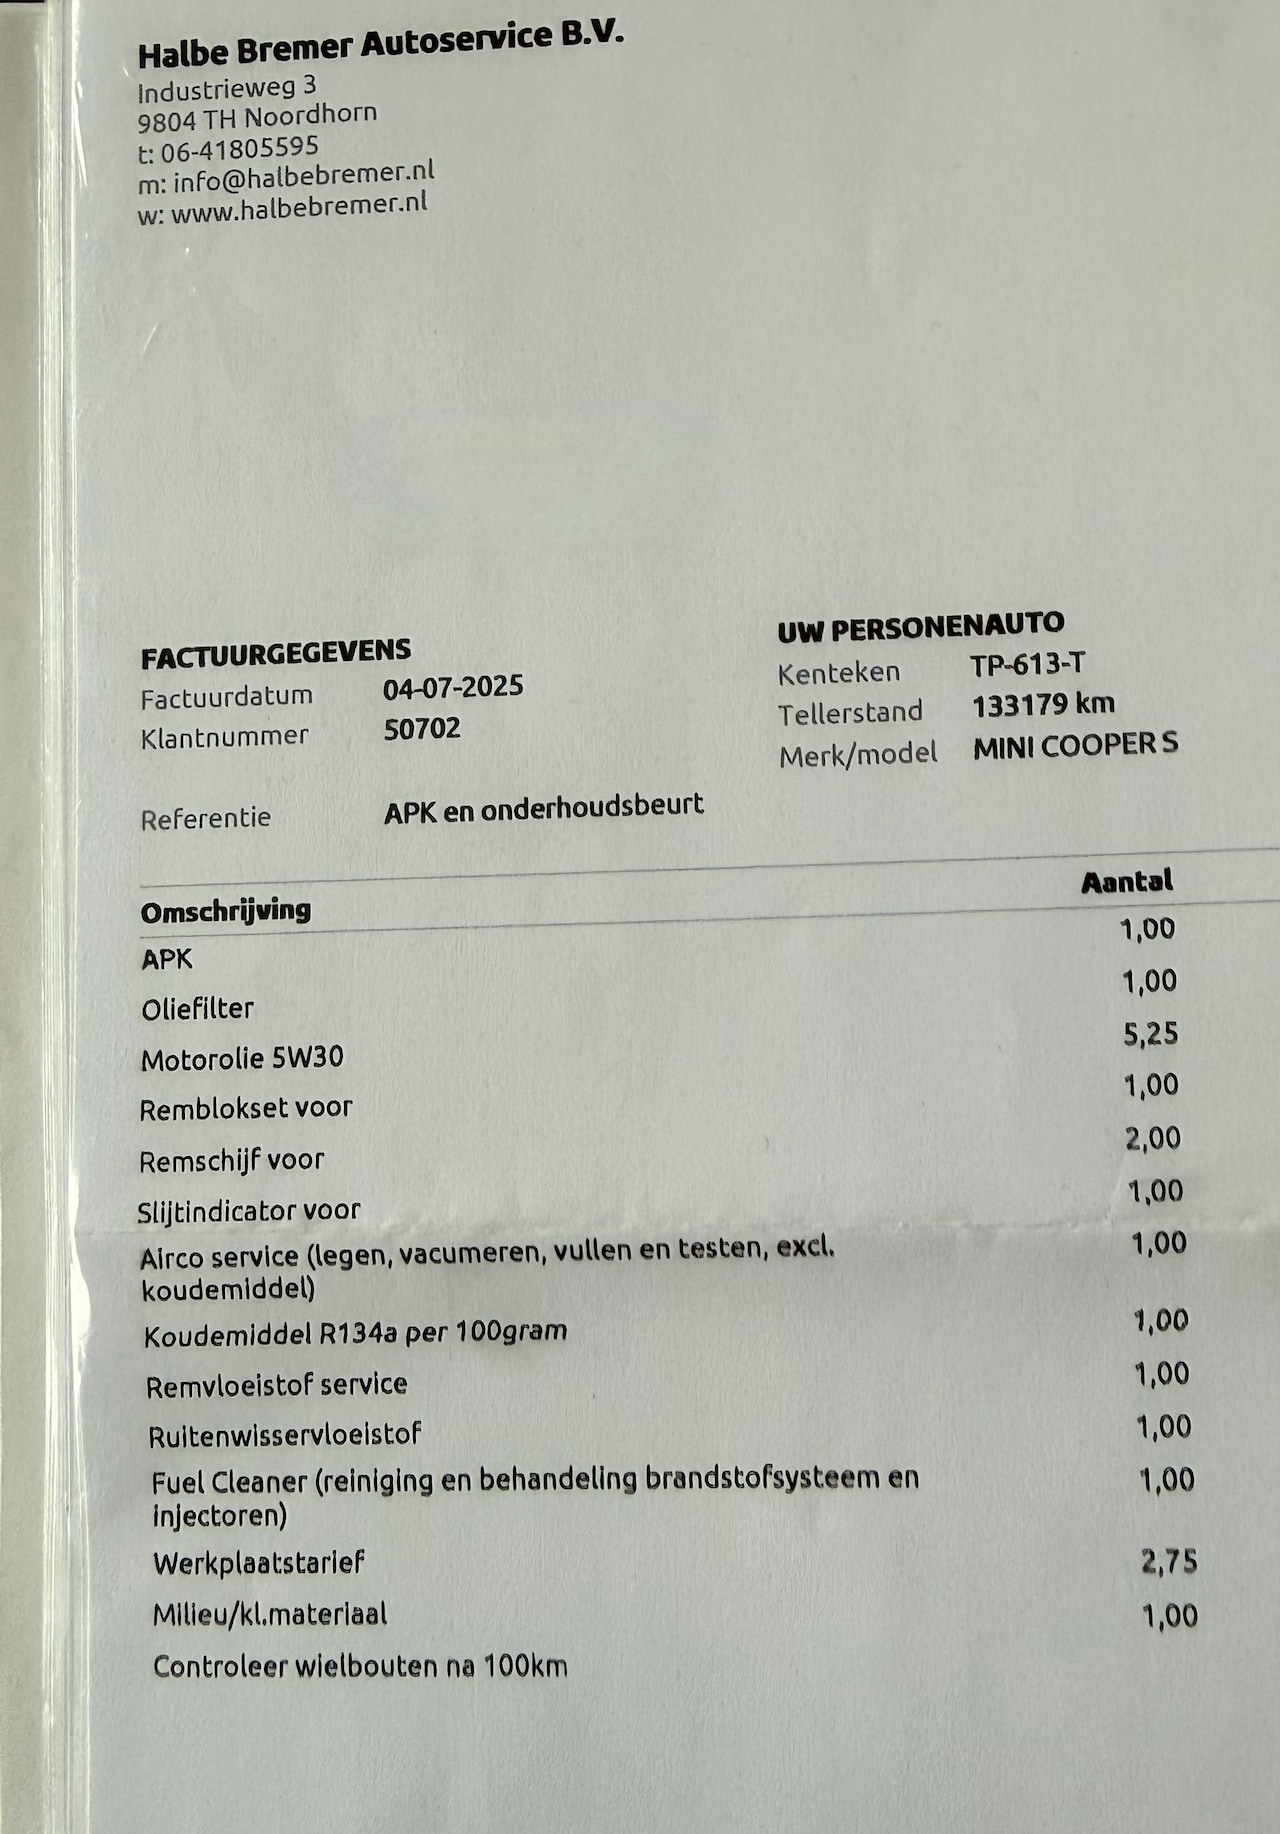 Halbe Bremer Autoservice B.V.
Industrieweg 3
9804 TH Noordhorn
t: 06-41805595
m: info@halbebremer.nl
w: www.halbebremer.nl
FACTUURGEGEVENS
Factuurdatum 04-07-2025
Klantnummer 50702
Referentie APK en onderhoudsbeurt
UW PERSONENAUTO
Kenteken TP-613-T
Tellerstand 133179 km
Merk/model MINI COOPER S
Omschrijving Aantal
APK 1,00
Oliefilter 1,00
Motorolie 5W30 5,25
Remblokset voor 1,00
Remschijf voor 2,00
Slijtindicator voor 1,00
Airco service (legen, vacumeren, vullen en testen, excl. 1,00
koudemiddel)
Koudemiddel R134a per 100gram 1,00
Remvloeistof service 1,00
Ruitenwisservloeistof 1,00
Fuel Cleaner (reiniging en behandeling brandstofsysteem en 1,00
injectoren)
Werkplaatstarief 2,75
Milieu/kl.materiaal 1,00
Controleer wielbouten na 100km